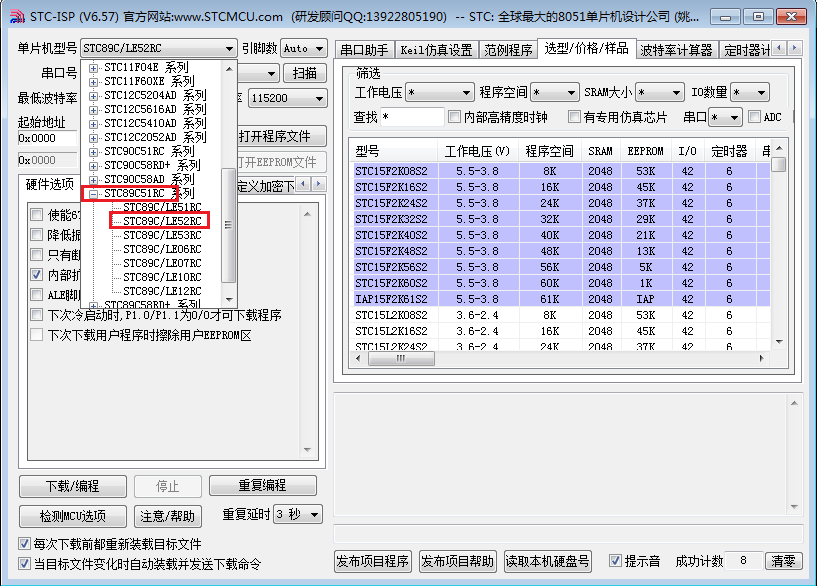 STC-ISP (V6.57) 官方网站:www.STCMCU.com (研发顾问QQ:13922805190) -- STC: 全球最大的8051单片机设计公司 (姚...
单片机型号 STC89C/LE52RC 引脚数 Auto
串口号 扫描
最低波特率 115200
起始地址
0x0000 打开程序文件
0x0000 打开EEPROM文件
硬件选项 定义加密下
STC11F04E 系列
STC11F60XE 系列
STC12C5204AD 系列
STC12C5616AD 系列
STC12C5410AD 系列
STC12C2052AD 系列
STC90C51RC 系列
STC90C58RD+ 系列
STC90C58AD 系列
STC89C51RC 系列
STC89C/LE51RC
STC89C/LE52RC
STC89C/LE53RC
STC89C/LE06RC
STC89C/LE07RC
STC89C/LE10RC
STC89C/LE12RC
STC89C58RD+ 系列
使能6
降低振
只有断
内部扩
ALE脚
下次冷启动时,P1.0/P1.1为0/0才可下载程序
下次下载用户程序时擦除用户EEPROM区
下载/编程 停止 重复编程
检测MCU选项 注意/帮助 重复延时 3 秒
每次下载前都重新装载目标文件
当目标文件变化时自动装载并发送下载命令
串口助手 Keil仿真设置 范例程序 选型/价格/样品 波特率计算器 定时器计
筛选
工作电压 * 程序空间 * SRAM大小 * IO数量 *
查找 * 内部高精度时钟 有专用仿真芯片 串口 * ADC
型号 工作电压(V) 程序空间 SRAM EEPROM I/O 定时器 串
STC15F2K08S2 5.5-3.8 8K 2048 53K 42 6
STC15F2K16S2 5.5-3.8 16K 2048 45K 42 6
STC15F2K24S2 5.5-3.8 24K 2048 37K 42 6
STC15F2K32S2 5.5-3.8 32K 2048 29K 42 6
STC15F2K40S2 5.5-3.8 40K 2048 21K 42 6
STC15F2K48S2 5.5-3.8 48K 2048 13K 42 6
STC15F2K56S2 5.5-3.8 56K 2048 5K 42 6
STC15F2K60S2 5.5-3.8 60K 2048 1K 42 6
IAP15F2K61S2 5.5-3.8 61K 2048 IAP 42 6
STC15L2K08S2 3.6-2.4 8K 2048 53K 42 6
STC15L2K16S2 3.6-2.4 16K 2048 45K 42 6
STC15L2K24S2 3.6-2.4 24K 2048 37K 42 6
发布项目程序 发布项目帮助 读取本机硬盘号 提示音 成功计数 8 清零